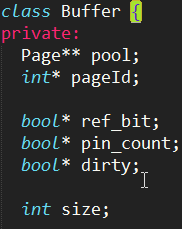 class Buffer {
private:
Page** pool;
int* pageId;
bool* ref_bit;
bool* pin_count;
bool* dirty;
int size;